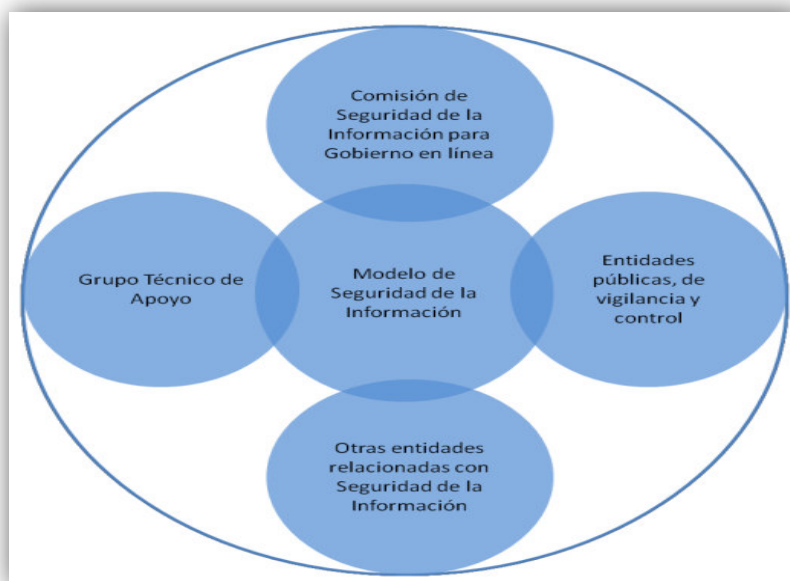 Comisión de
Seguridad de la
Información para
Gobierno en línea
Grupo Técnico de
Apoyo
Modelo de
Seguridad de la
Información
Entidades
públicas, de
vigilancia y
control
Otras entidades
relacionadas con
Seguridad de la
Información